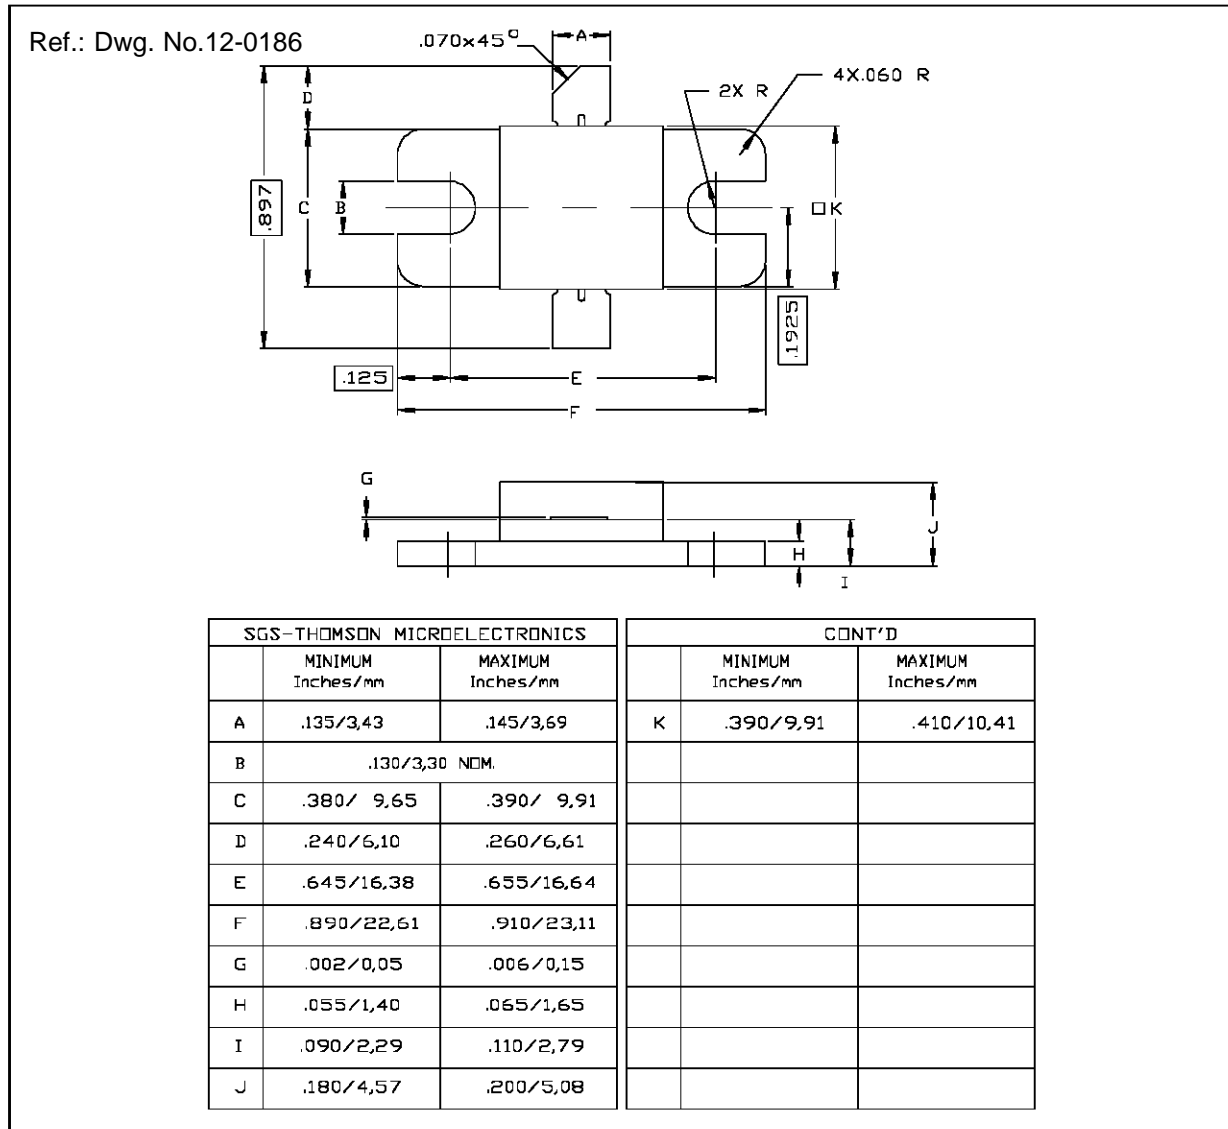 Ref.: Dwg. No.12-0186
.070x45°
A
4X.060 R
2X R
D
.897
C
B
□K
.1925
.125
E
F
G
H
I
J
SGS-THOMSON MICROELECTRONICS
MINIMUM Inches/mm MAXIMUM Inches/mm
A .135/3,43 .145/3,69
B .130/3,30 NOM.
C .380/ 9,65 .390/ 9,91
D .240/6,10 .260/6,61
E .645/16,38 .655/16,64
F .890/22,61 .910/23,11
G .002/0,05 .006/0,15
H .055/1,40 .065/1,65
I .090/2,29 .110/2,79
J .180/4,57 .200/5,08
CONT'D
MINIMUM Inches/mm MAXIMUM Inches/mm
K .390/9,91 .410/10,41